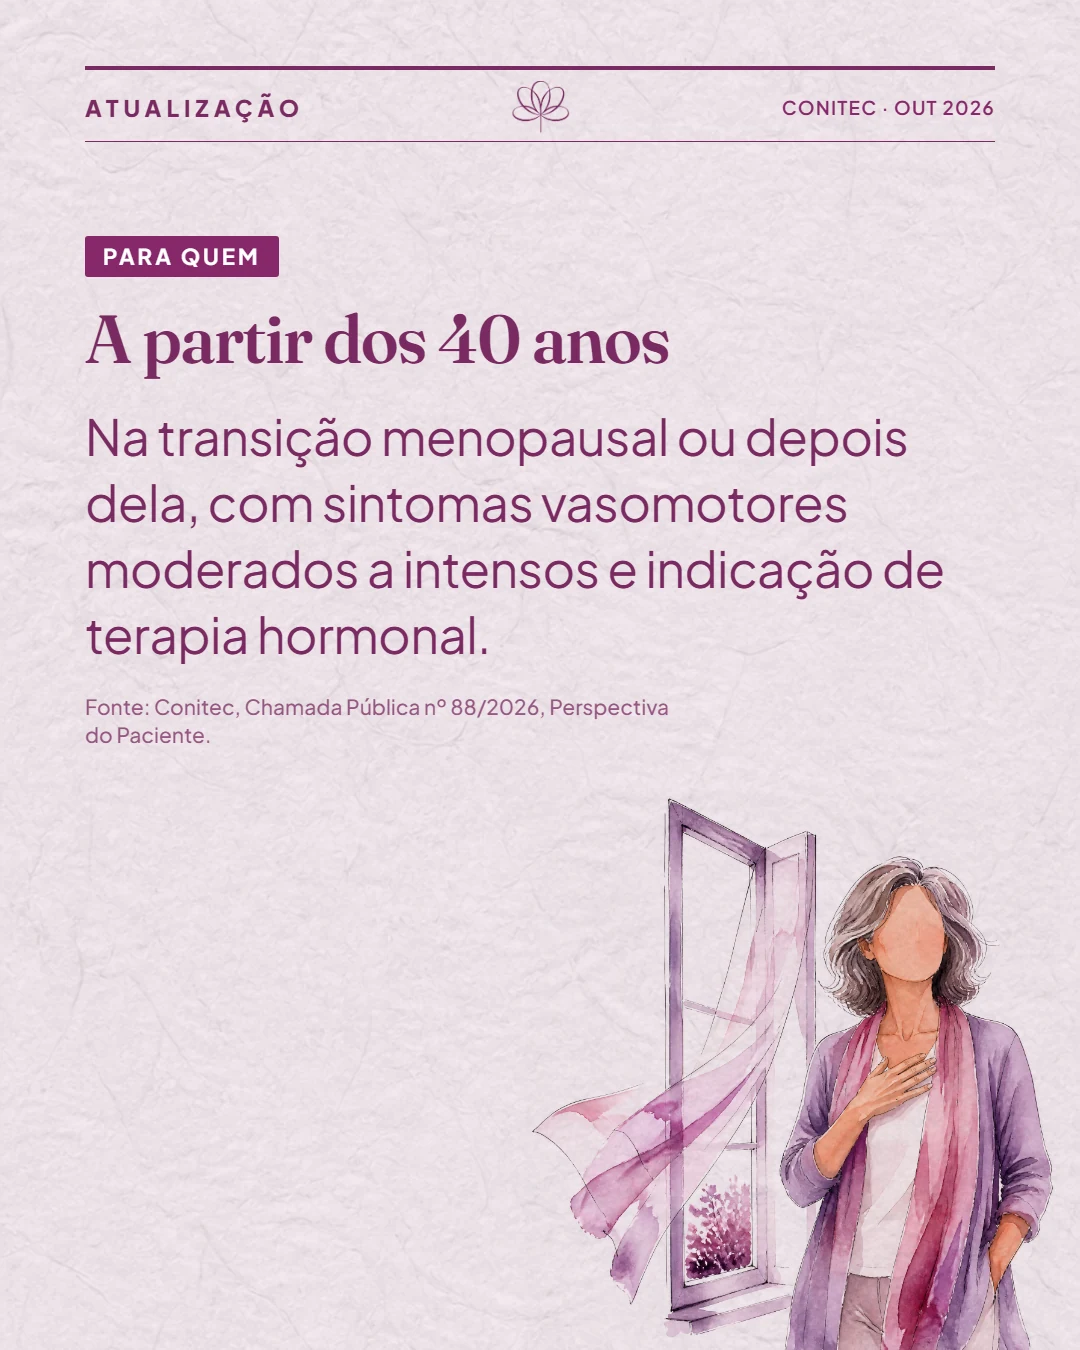 ATUALIZAÇÃO
CONITEC · OUT 2026
PARA QUEM
A partir dos 40 anos
Na transição menopausal ou depois
dela, com sintomas vasomotores
moderados a intensos e indicação de
terapia hormonal.
Fonte: Conitec, Chamada Pública nº 88/2026, Perspectiva
do Paciente.